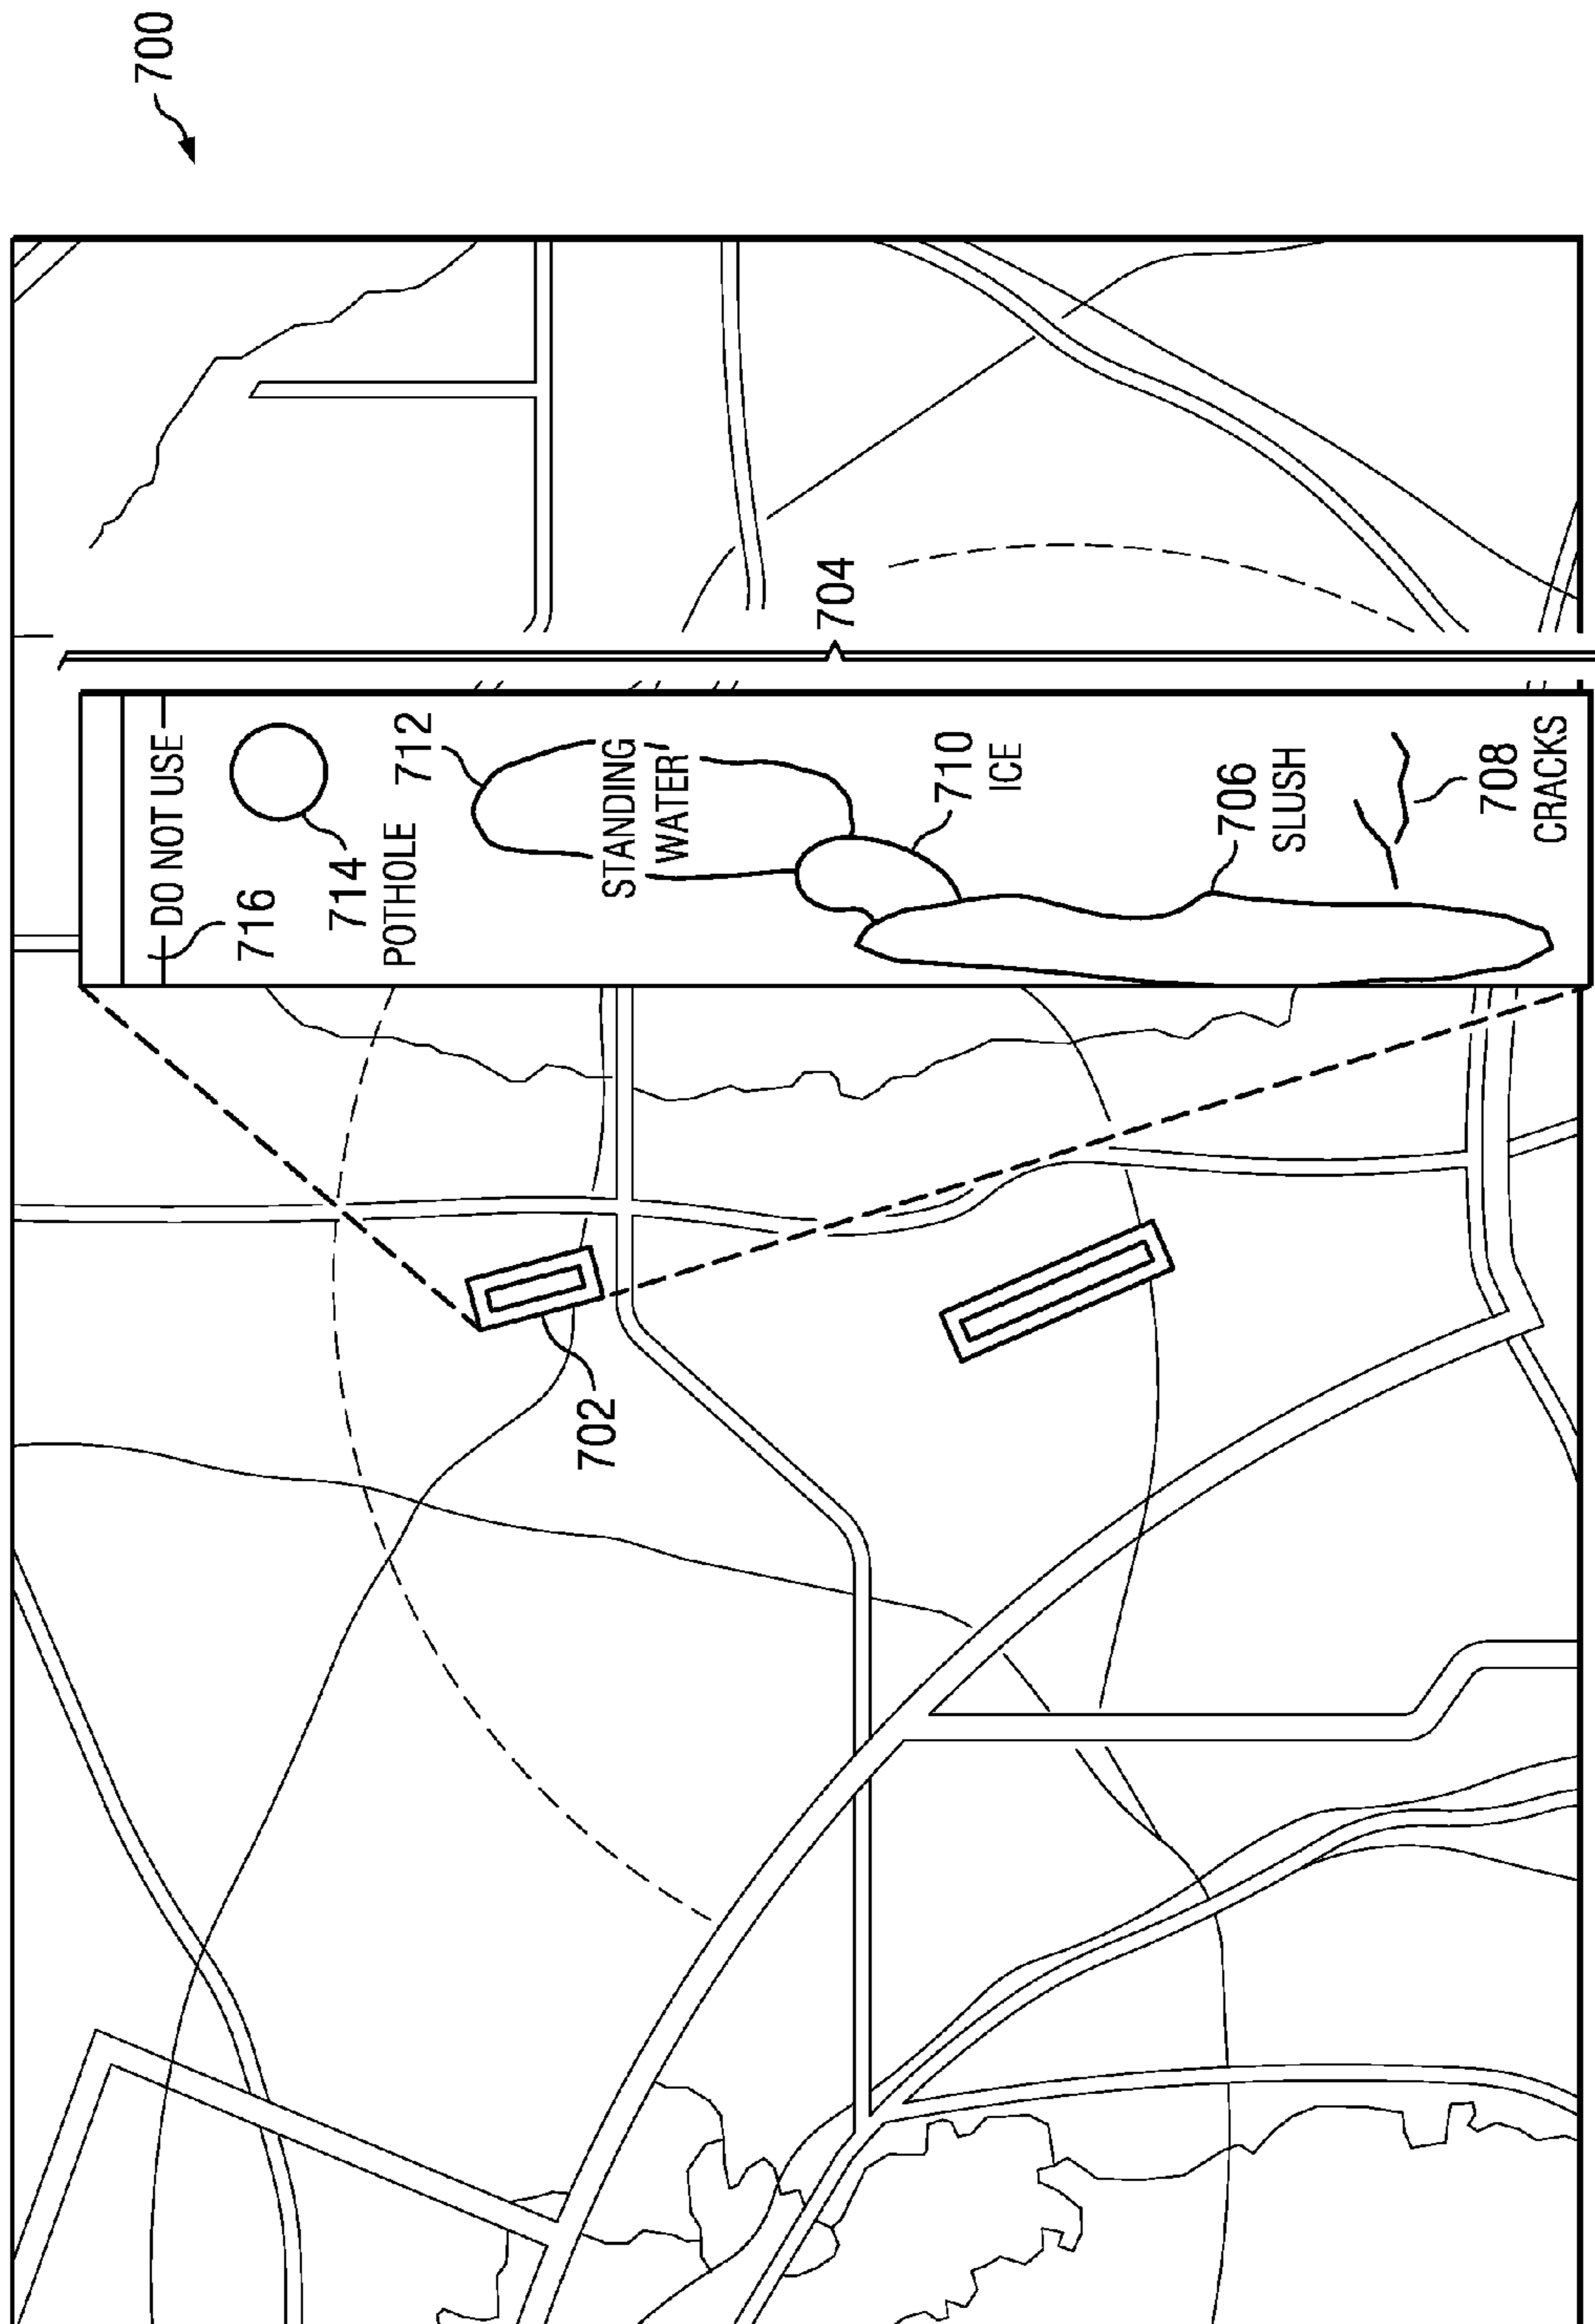 700
DO NOT USE
716
714
POTHOLE
712
STANDING
WATER
702
704
710
ICE
706
SLUSH
708
CRACKS